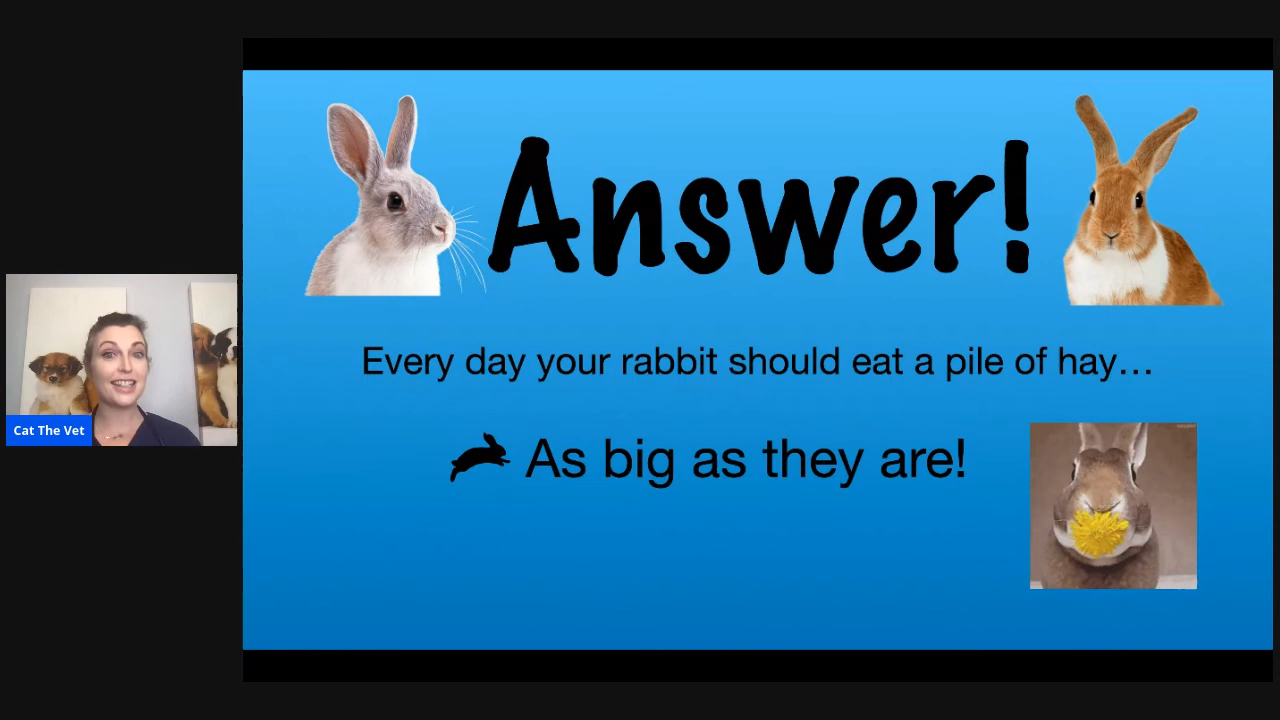 Answer!
Every day your rabbit should eat a pile of hay...
As big as they are!
Cat The Vet